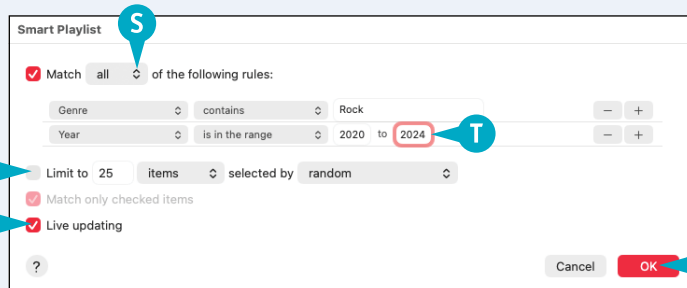 S
Smart Playlist
Match all of the following rules:
Genre contains Rock
Year is in the range 2020 to 2024 T
Limit to 25 items selected by random
Match only checked items
Live updating
? Cancel OK